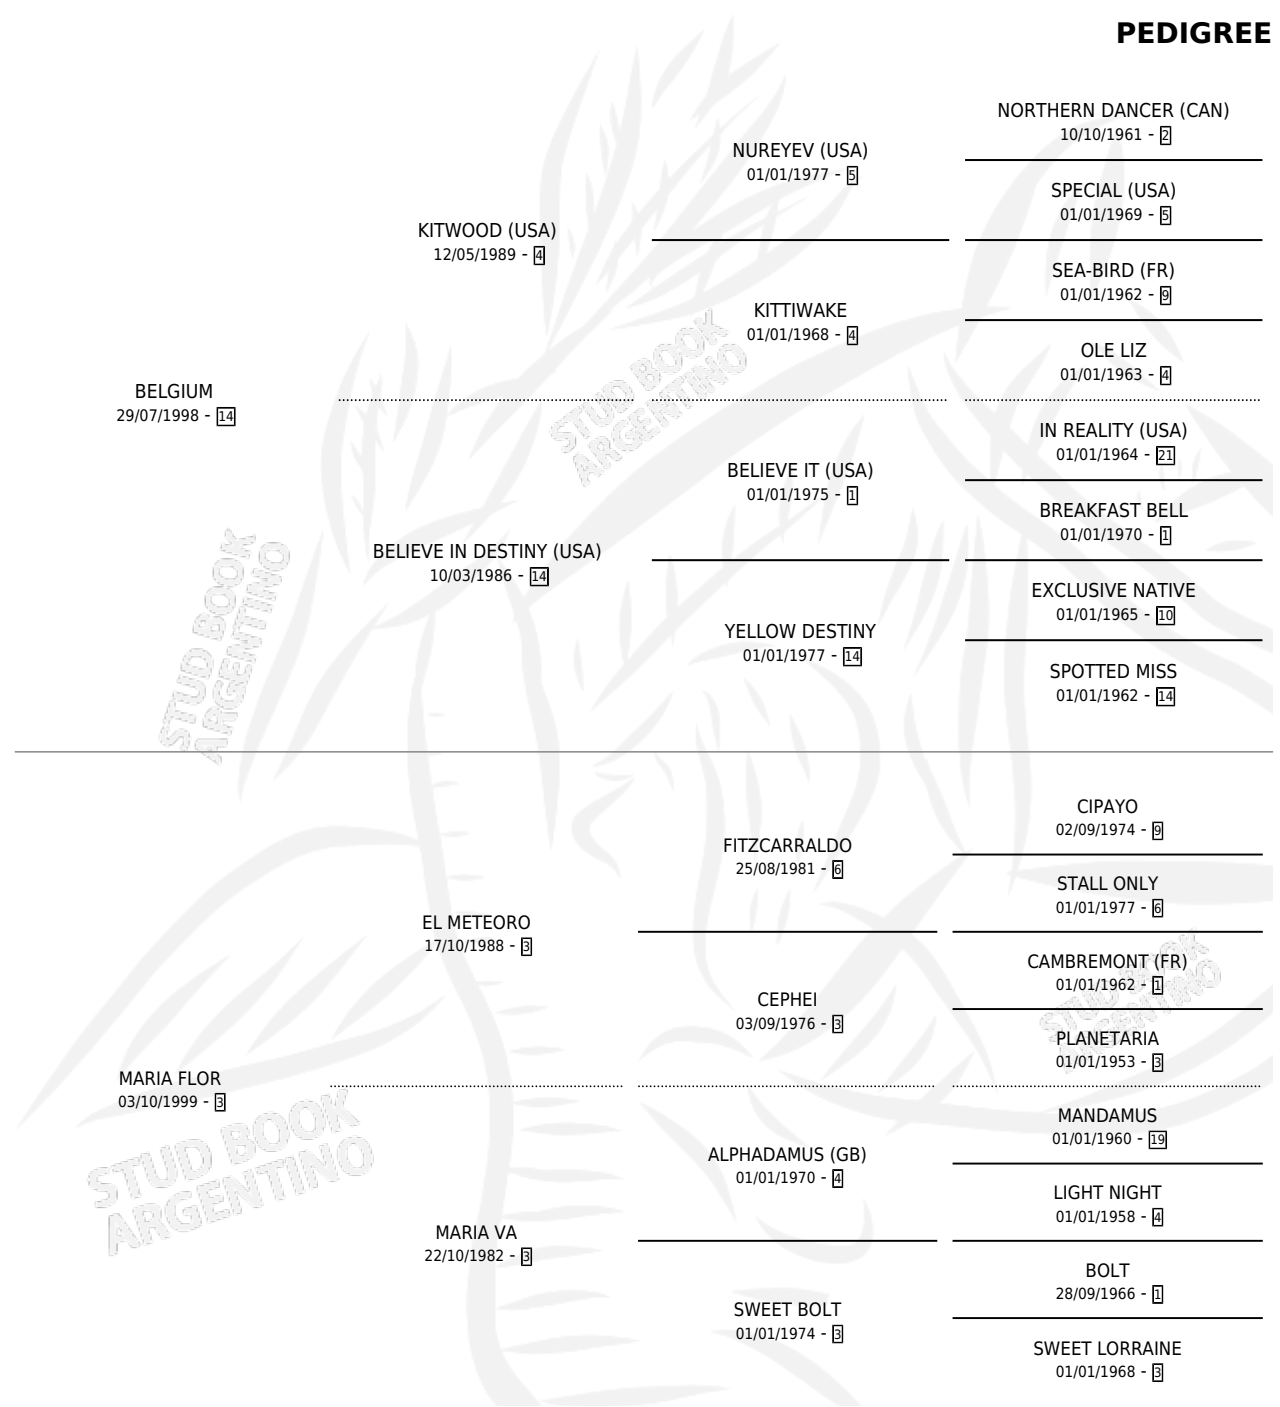 PEDIGREE
NORTHERN DANCER (CAN)
10/10/1961 - 2
NUREYEV (USA)
01/01/1977 - 5
SPECIAL (USA)
01/01/1969 - 5
KITWOOD (USA)
12/05/1989 - 4
SEA-BIRD (FR)
01/01/1962 - 9
KITTIWAKE
01/01/1968 - 4
OLE LIZ
01/01/1963 - 4
BELGIUM
29/07/1998 - 14
IN REALITY (USA)
01/01/1964 - 21
BELIEVE IT (USA)
01/01/1975 - 1
BREAKFAST BELL
01/01/1970 - 1
BELIEVE IN DESTINY (USA)
10/03/1986 - 14
EXCLUSIVE NATIVE
01/01/1965 - 10
YELLOW DESTINY
01/01/1977 - 14
SPOTTED MISS
01/01/1962 - 14
CIPAYO
02/09/1974 - 9
FITZCARRALDO
25/08/1981 - 6
STALL ONLY
01/01/1977 - 6
EL METEORO
17/10/1988 - 3
CAMBREMONT (FR)
01/01/1962 - 1
CEPHEI
03/09/1976 - 3
PLANETARIA
01/01/1953 - 3
MARIA FLOR
03/10/1999 - 3
MANDAMUS
01/01/1960 - 19
ALPHADAMUS (GB)
01/01/1970 - 4
LIGHT NIGHT
01/01/1958 - 4
MARIA VA
22/10/1982 - 3
BOLT
28/09/1966 - 1
SWEET BOLT
01/01/1974 - 3
SWEET LORRAINE
01/01/1968 - 3
STUD BOOK
ARGENTINO
STUD BOOK
ARGENTINO
STUD BOOK
ARGENTINO
STUD BOOK
ARGENTINO